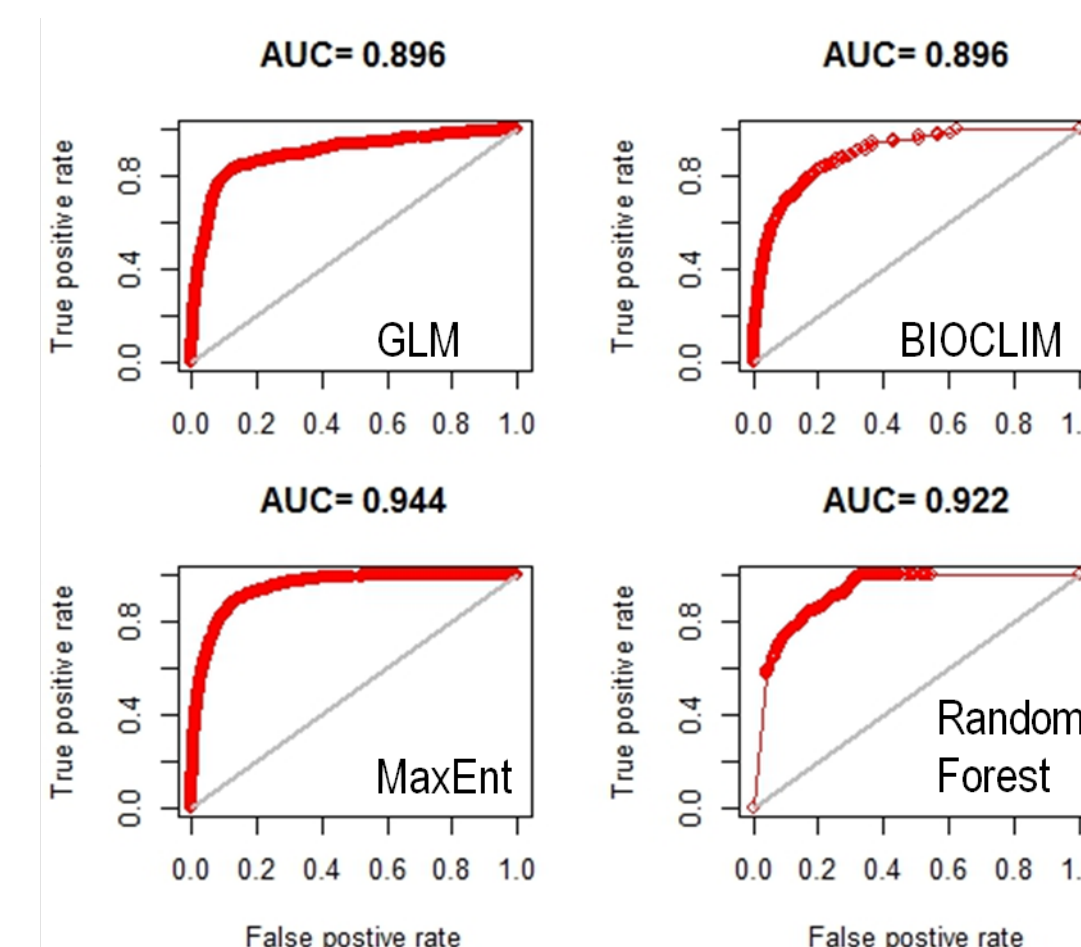 AUC= 0.896
True positive rate
0.0 0.4 0.8
GLM
0.0 0.2 0.4 0.6 0.8 1.0
AUC= 0.896
True positive rate
0.0 0.4 0.8
BIOCLIM
0.0 0.2 0.4 0.6 0.8 1.
AUC= 0.944
True positive rate
0.0 0.4 0.8
MaxEnt
0.0 0.2 0.4 0.6 0.8 1.0
False postive rate
AUC= 0.922
True positive rate
0.0 0.4 0.8
Random
Forest
0.0 0.2 0.4 0.6 0.8 1.
False postive rate